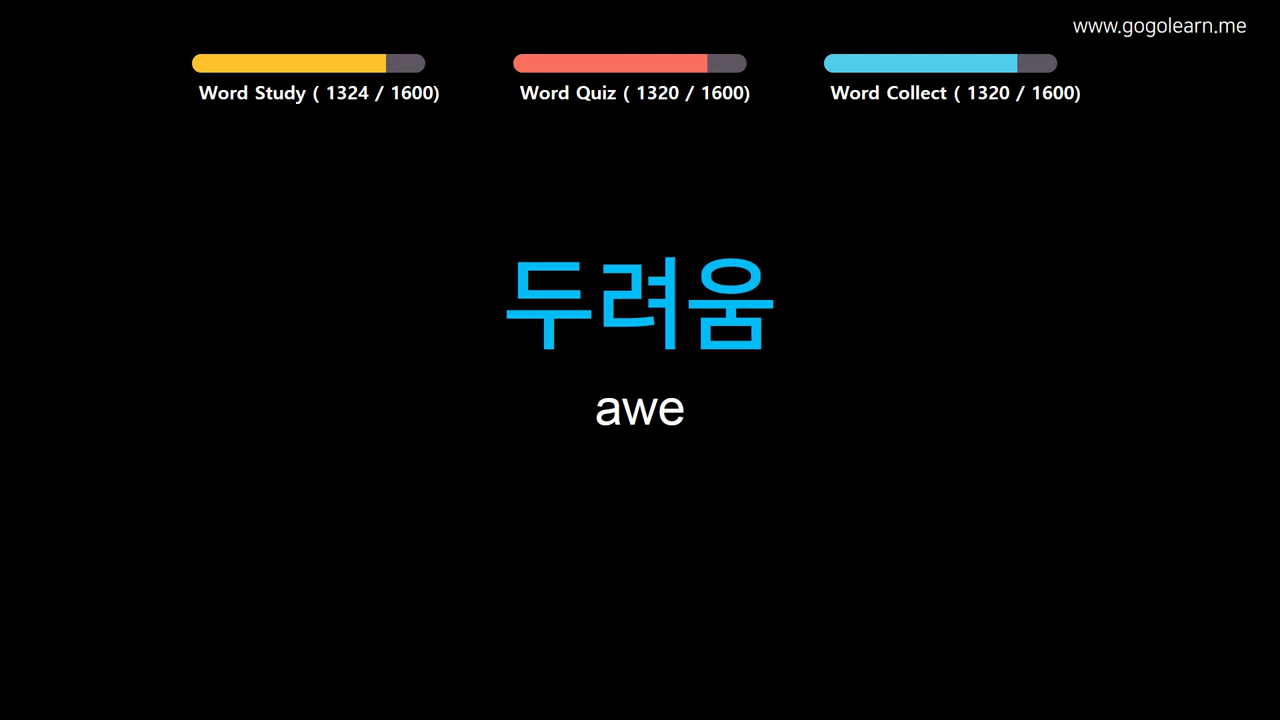 www.gogolearn.me
Word Study ( 1324 / 1600)
Word Quiz ( 1320 / 1600)
Word Collect ( 1320 / 1600)
두려움
awe